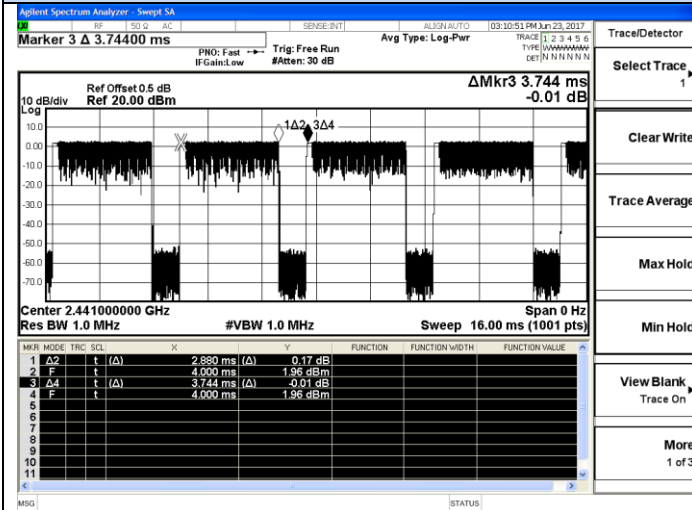 Agilent Spectrum Analyzer - Swept SA
RF 50 Ω AC SENSE:INT ALIGN AUTO 03:10:51 PM Jun 23, 2017
Marker 3 Δ 3.74400 ms
PNO: Fast
IFGain:Low
Trig: Free Run
#Atten: 30 dB
Avg Type: Log-Pwr
TRACE 1 2 3 4 5 6
TYPE WWWWWW
DET N N N N N N
Trace/Detector
Select Trace
1
Clear Write
Trace Average
Max Hold
Min Hold
View Blank
Trace On
More
1 of 3
Ref Offset 0.5 dB
10 dB/div Ref 20.00 dBm
Log
ΔMkr3 3.744 ms
-0.01 dB
10.0
0.00
-10.0
-20.0
-30.0
-40.0
-50.0
-60.0
-70.0
1Δ2 3Δ4
Center 2.441000000 GHz Span 0 Hz
Res BW 1.0 MHz #VBW 1.0 MHz Sweep 16.00 ms (1001 pts)
MKR MODE TRC SCL X Y FUNCTION FUNCTION WIDTH FUNCTION VALUE
1 Δ2 t (Δ) 2.880 ms (Δ) 0.17 dB
2 F t 4.000 ms 1.96 dBm
3 Δ4 t (Δ) 3.744 ms (Δ) -0.01 dB
4 F t 4.000 ms 1.96 dBm
5
6
7
8
9
10
11
MSG STATUS